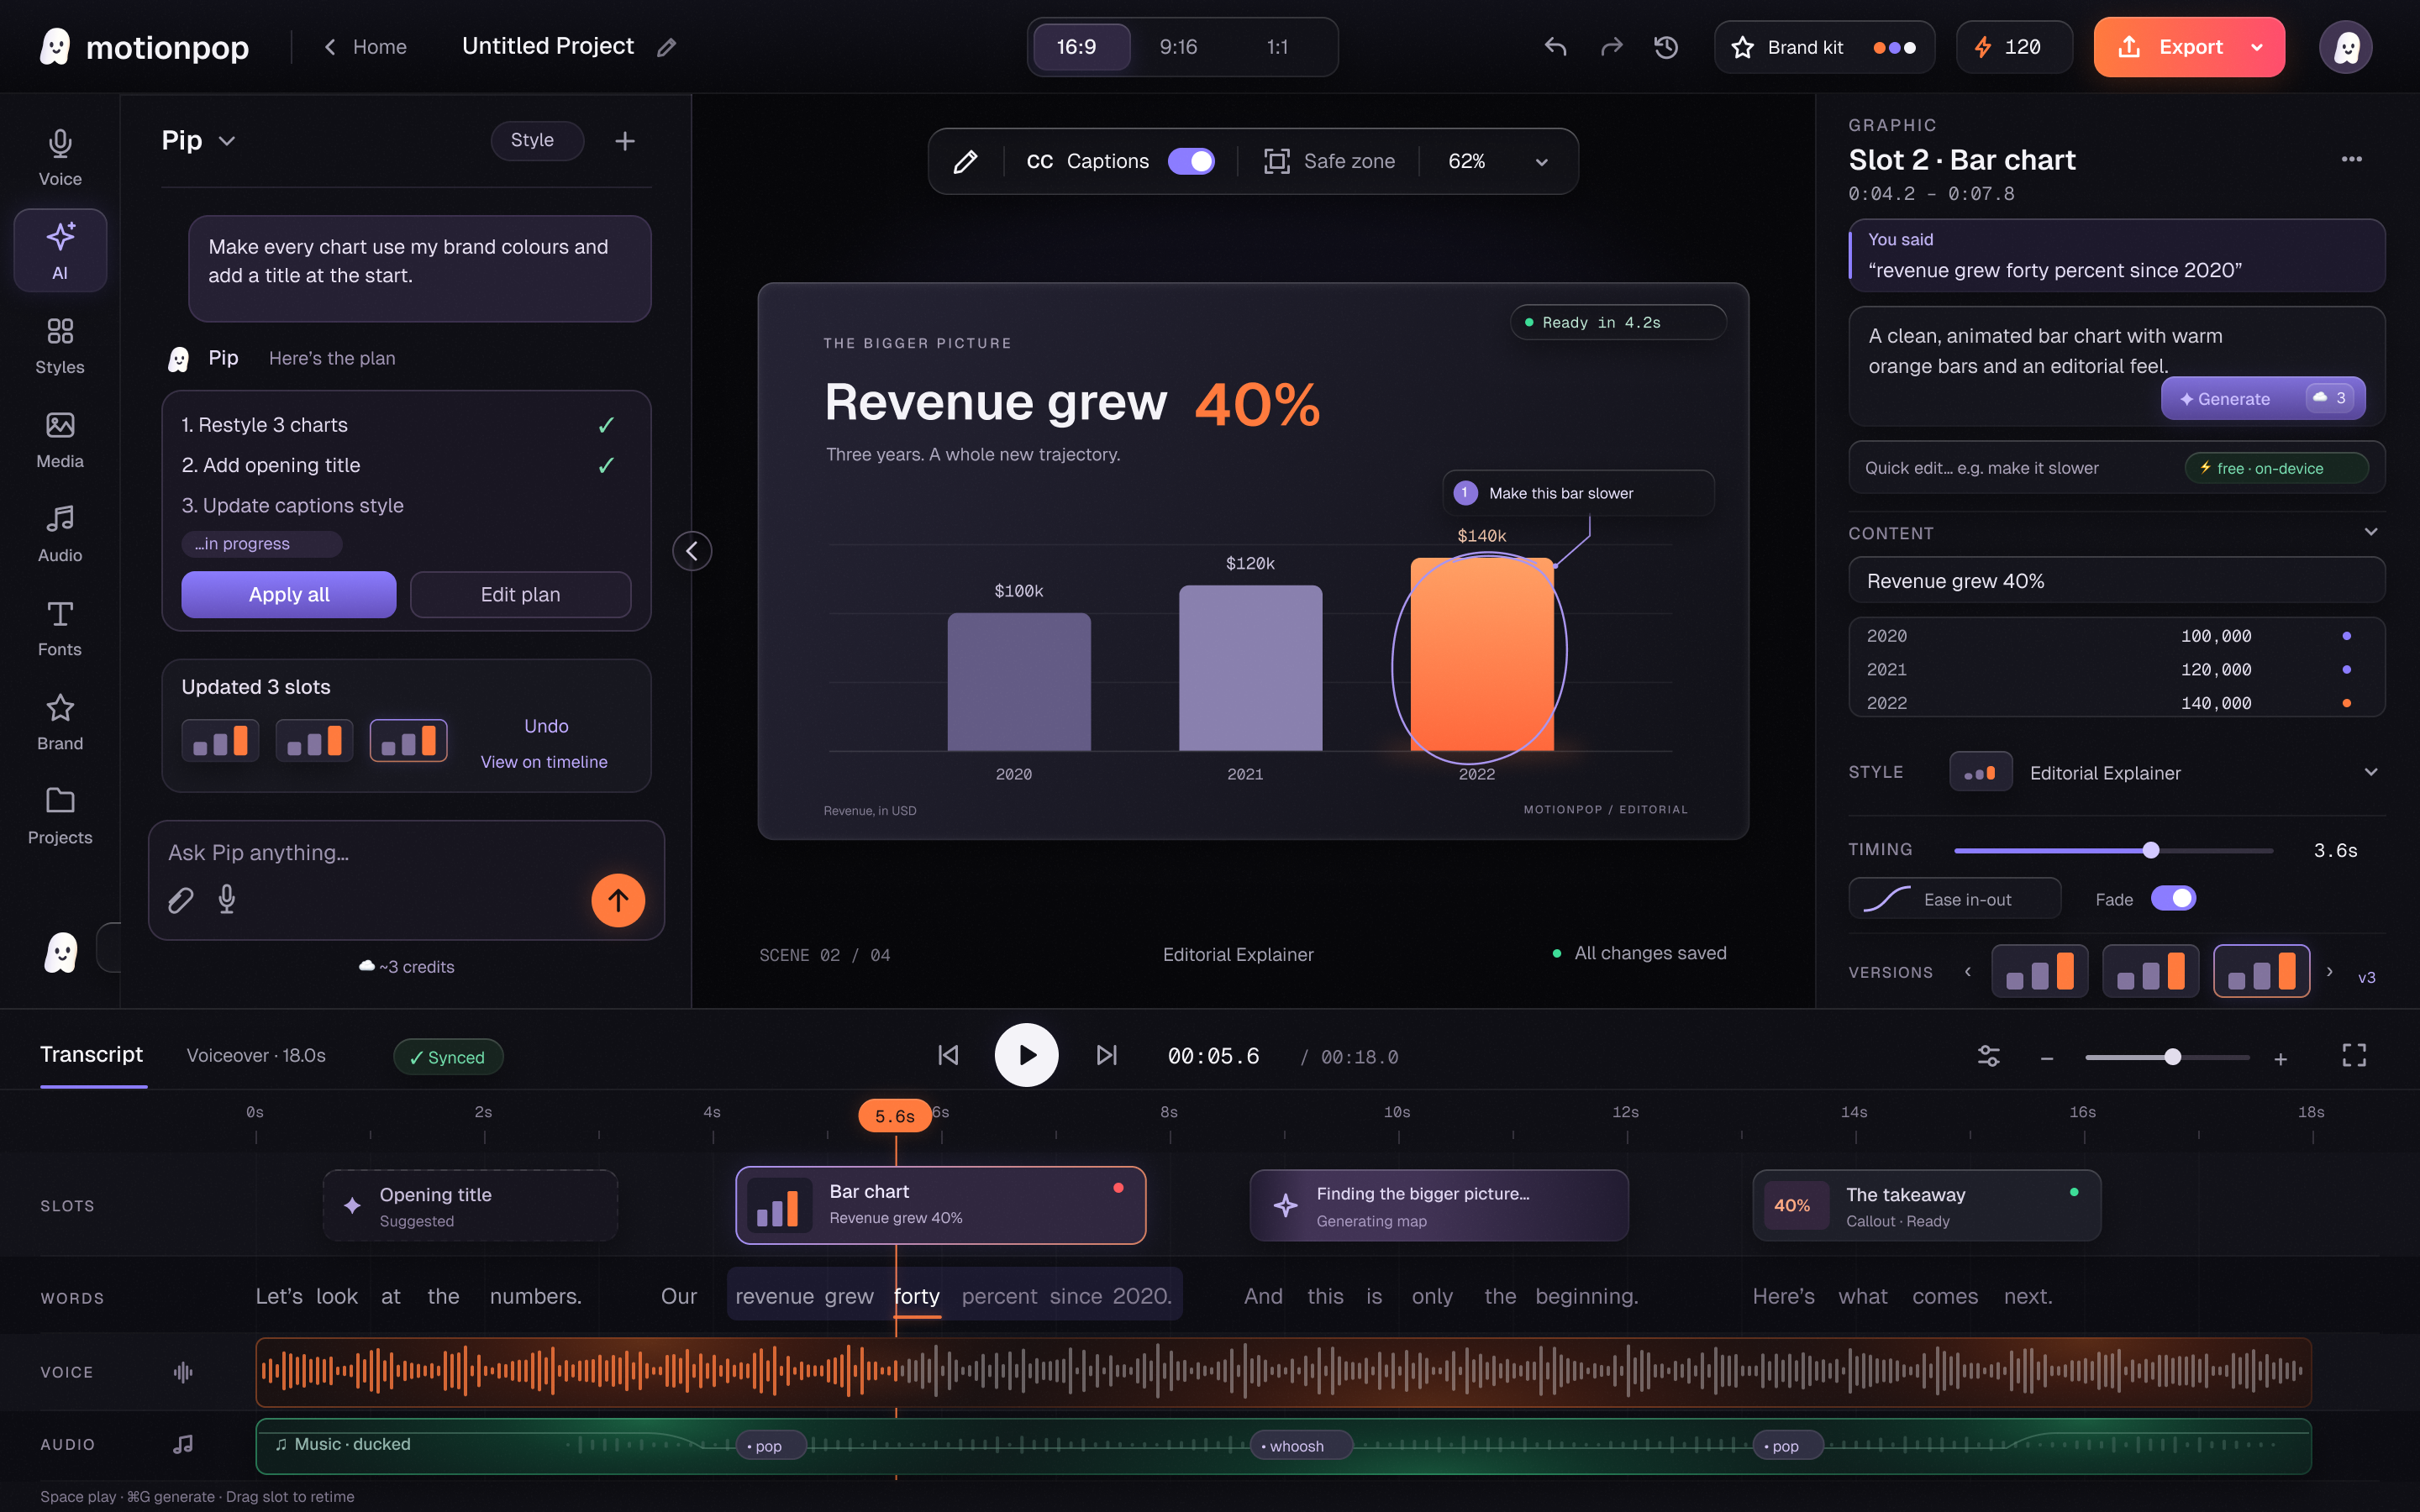 motionpop
Home
Untitled Project
16:9
9:16
1:1
Brand kit
120
Export
Voice
AI
Styles
Media
Audio
Fonts
Brand
Projects
Pip
Style
Make every chart use my brand colours and
add a title at the start.
Pip
Here's the plan
1. Restyle 3 charts ✓
2. Add opening title ✓
3. Update captions style
...in progress
Apply all
Edit plan
Updated 3 slots
Undo
View on timeline
Ask Pip anything...
~3 credits
CC Captions
Safe zone
62%
Ready in 4.2s
THE BIGGER PICTURE
Revenue grew 40%
Three years. A whole new trajectory.
1 Make this bar slower
$100k
$120k
$140k
2020
2021
2022
Revenue, in USD
MOTIONPOP / EDITORIAL
SCENE 02 / 04
Editorial Explainer
All changes saved
GRAPHIC
Slot 2 · Bar chart
0:04.2 – 0:07.8
You said
“revenue grew forty percent since 2020”
A clean, animated bar chart with warm
orange bars and an editorial feel.
Generate 3
Quick edit... e.g. make it slower
free · on-device
CONTENT
Revenue grew 40%
2020 100,000
2021 120,000
2022 140,000
STYLE
Editorial Explainer
TIMING
3.6s
Ease in-out
Fade
VERSIONS
v3
Transcript
Voiceover · 18.0s
✓ Synced
00:05.6 / 00:18.0
0s
2s
4s
5.6s
6s
8s
10s
12s
14s
16s
18s
SLOTS
Opening title
Suggested
Bar chart
Revenue grew 40%
Finding the bigger picture...
Generating map
40%
The takeaway
Callout · Ready
WORDS
Let's look at the numbers. Our revenue grew forty percent since 2020. And this is only the beginning. Here's what comes next.
VOICE
AUDIO
♫ Music · ducked
• pop
• whoosh
• pop
Space play · ⌘G generate · Drag slot to retime